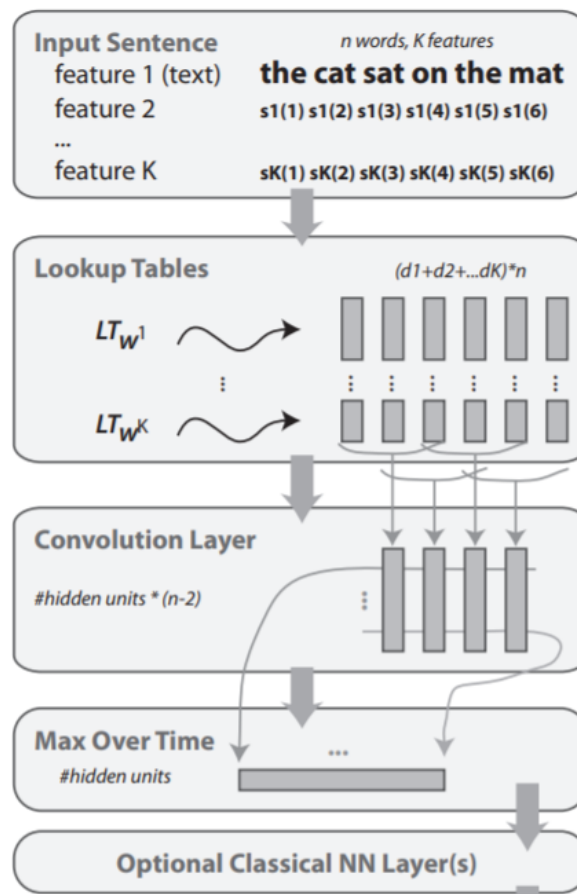 Input Sentence
n words, K features
feature 1 (text) the cat sat on the mat
feature 2 s1(1) s1(2) s1(3) s1(4) s1(5) s1(6)
...
feature K sK(1) sK(2) sK(3) sK(4) sK(5) sK(6)
Lookup Tables
(d1+d2+...dK)*n
LTw1
⋮
LTwK
Convolution Layer
#hidden units * (n-2)
Max Over Time
...
#hidden units
Optional Classical NN Layer(s)